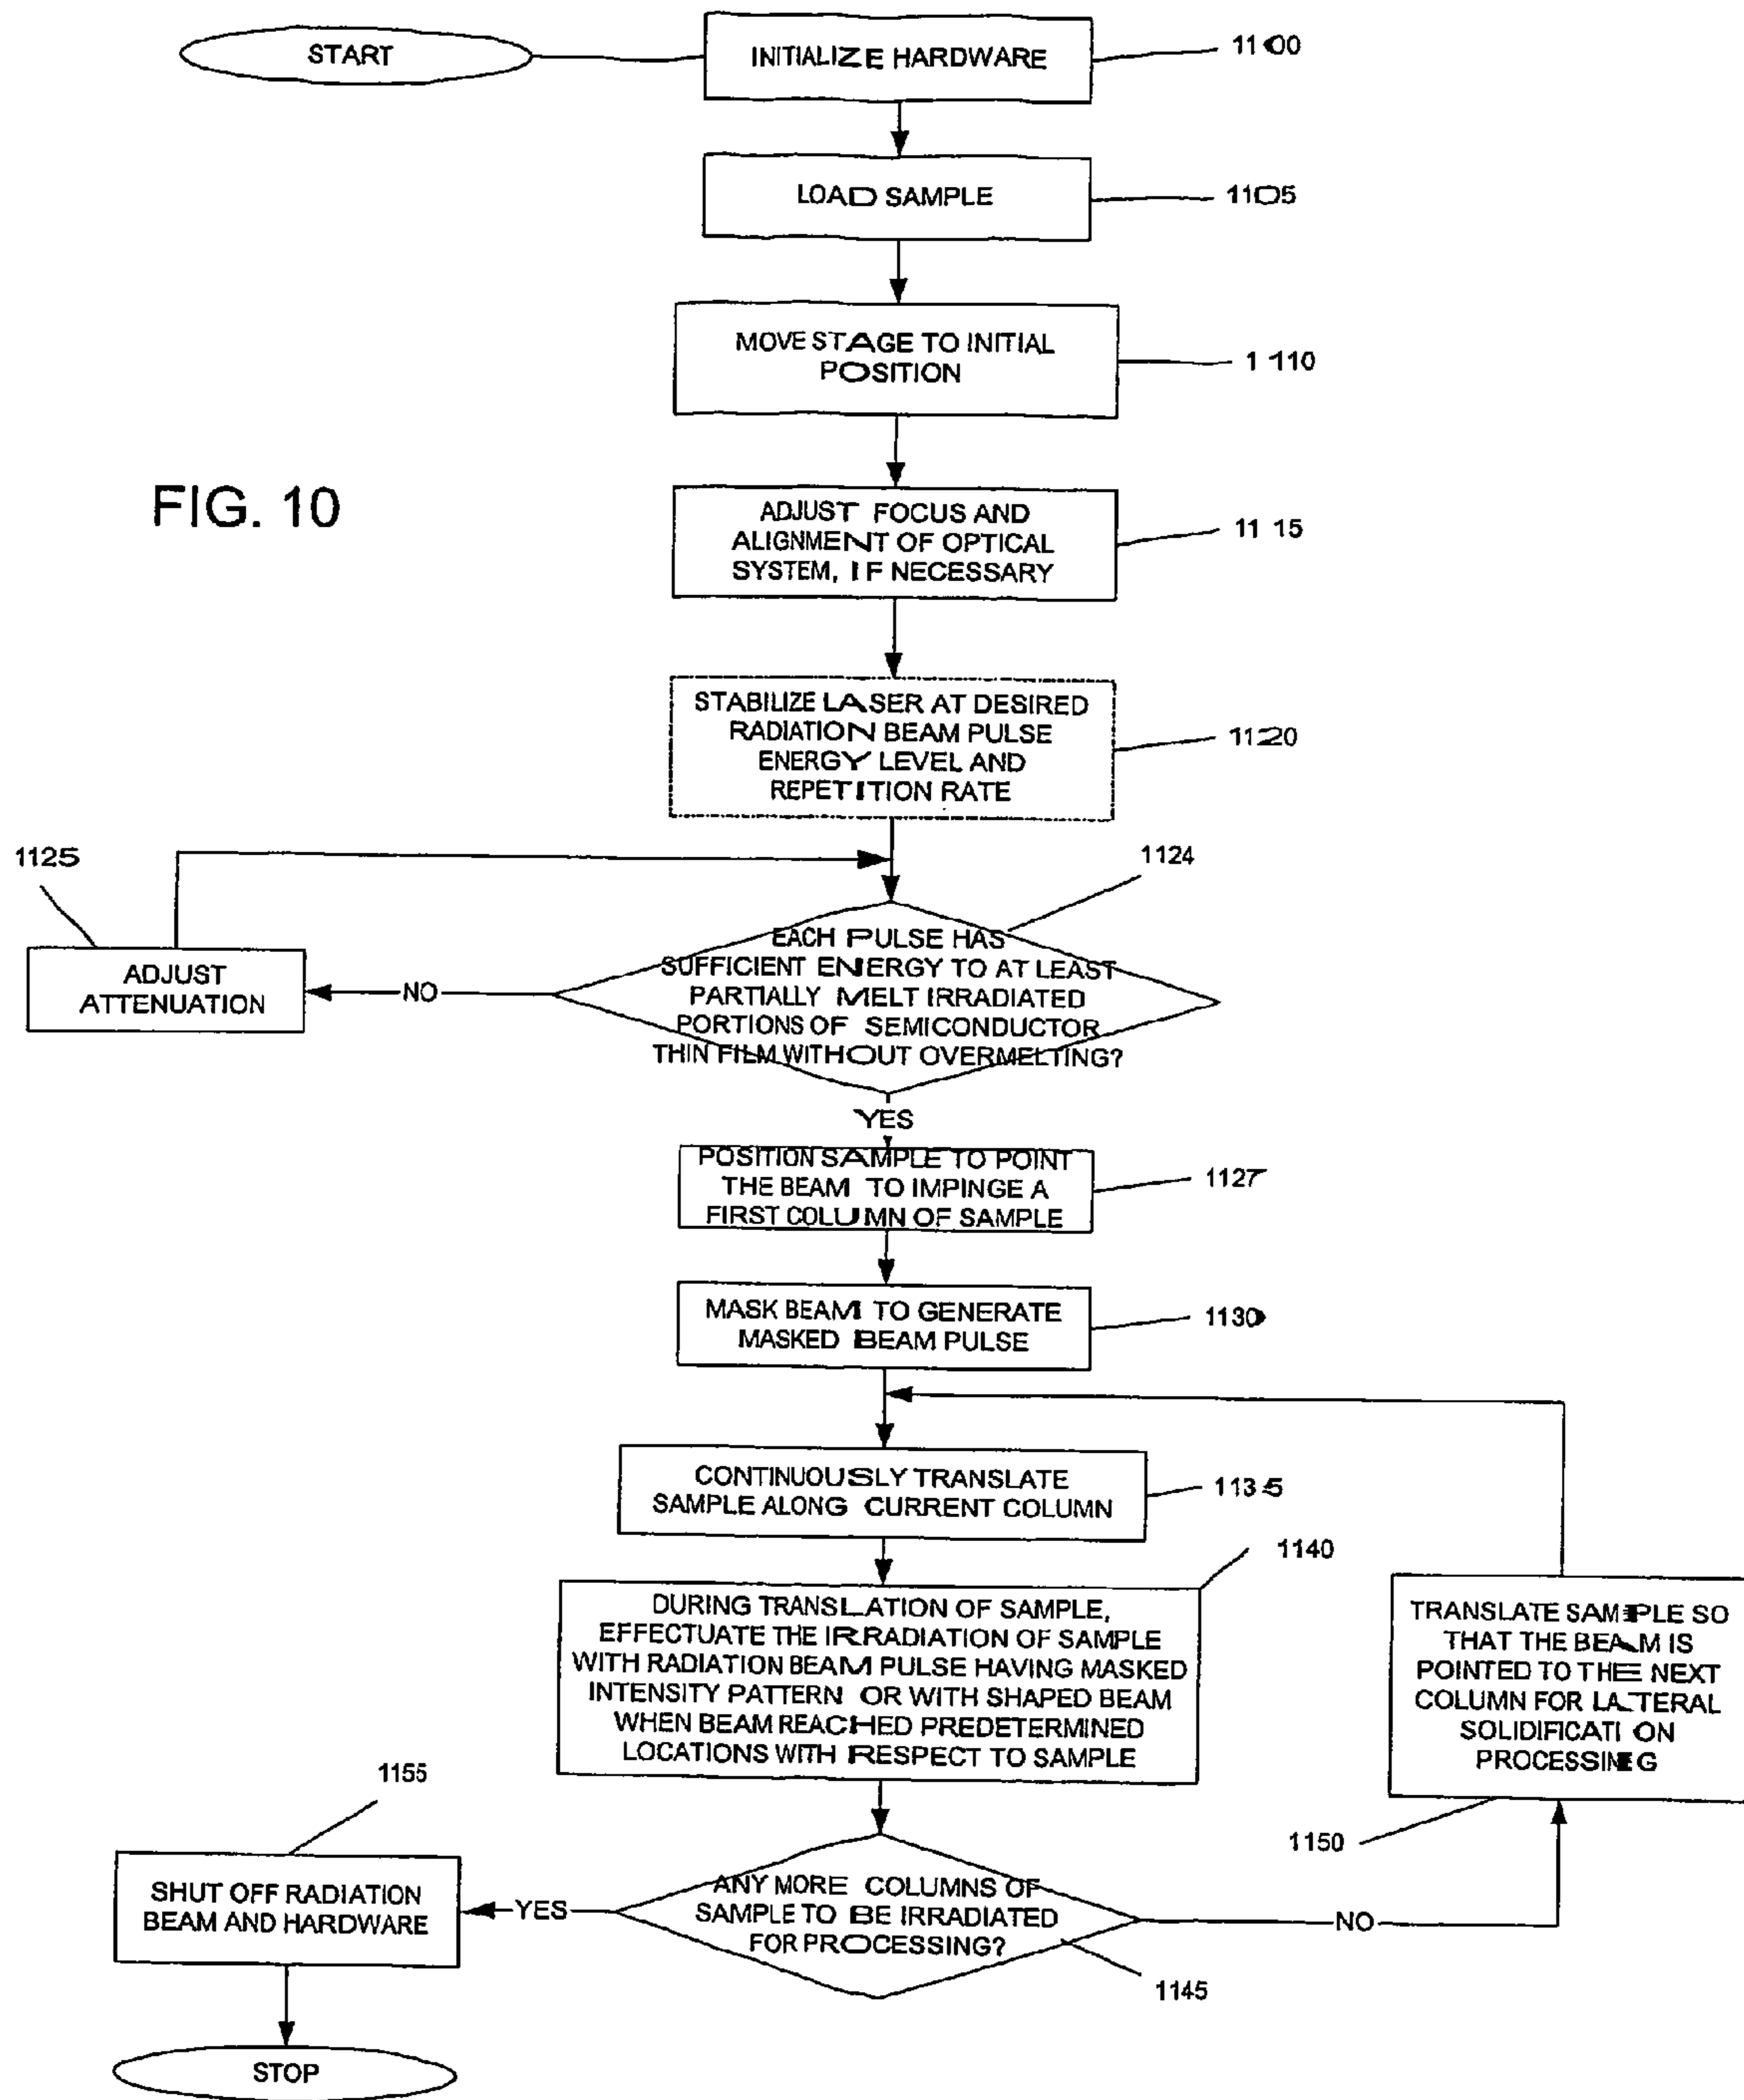 START
INITIALIZE HARDWARE
1100
LOAD SAMPLE
1105
MOVE STAGE TO INITIAL
POSITION
1110
FIG. 10
ADJUST FOCUS AND
ALIGNMENT OF OPTICAL
SYSTEM, IF NECESSARY
1115
STABILIZE LASER AT DESIRED
RADIATION BEAM PULSE
ENERGY LEVEL AND
REPETITION RATE
1120
1125
ADJUST
ATTENUATION
NO
1124
EACH PULSE HAS
SUFFICIENT ENERGY TO AT LEAST
PARTIALLY MELT IRRADIATED
PORTIONS OF SEMICONDUCTOR
THIN FILM WITHOUT OVERMELTING?
YES
POSITION SAMPLE TO POINT
THE BEAM TO IMPINGE A
FIRST COLUMN OF SAMPLE
1127
MASK BEAM TO GENERATE
MASKED BEAM PULSE
1130
CONTINUOUSLY TRANSLATE
SAMPLE ALONG CURRENT COLUMN
1135
1140
DURING TRANSLATION OF SAMPLE,
EFFECTUATE THE IRRADIATION OF SAMPLE
WITH RADIATION BEAM PULSE HAVING MASKED
INTENSITY PATTERN OR WITH SHAPED BEAM
WHEN BEAM REACHED PREDETERMINED
LOCATIONS WITH RESPECT TO SAMPLE
TRANSLATE SAMPLE SO
THAT THE BEAM IS
POINTED TO THE NEXT
COLUMN FOR LATERAL
SOLIDIFICATION
PROCESSING
1150
1155
SHUT OFF RADIATION
BEAM AND HARDWARE
YES
ANY MORE COLUMNS OF
SAMPLE TO BE IRRADIATED
FOR PROCESSING?
NO
1145
STOP